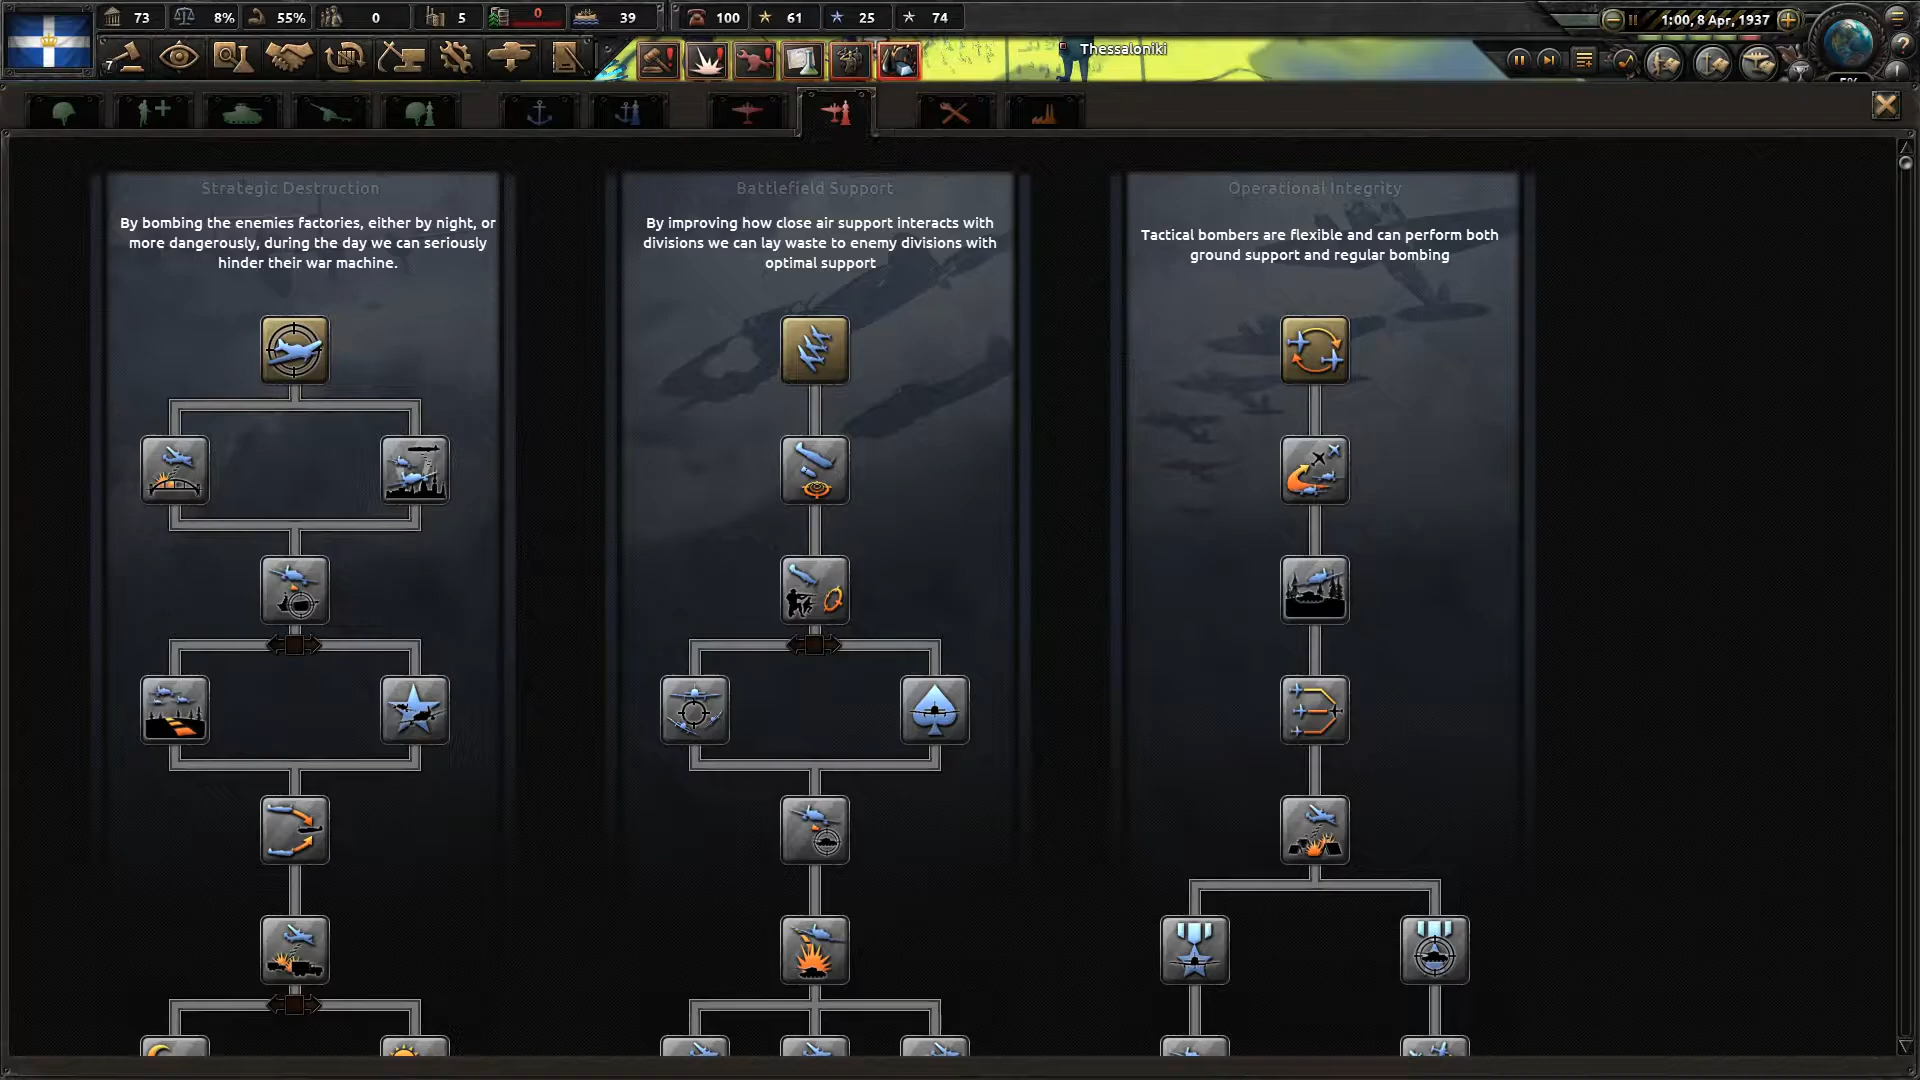 73
8%
55%
0
5
0
39
100
61
25
74
1:00, 8 Apr, 1937
7
Thessaloniki
5%
Strategic Destruction
By bombing the enemies factories, either by night, or
more dangerously, during the day we can seriously
hinder their war machine.
Battlefield Support
By improving how close air support interacts with
divisions we can lay waste to enemy divisions with
optimal support
Operational Integrity
Tactical bombers are flexible and can perform both
ground support and regular bombing